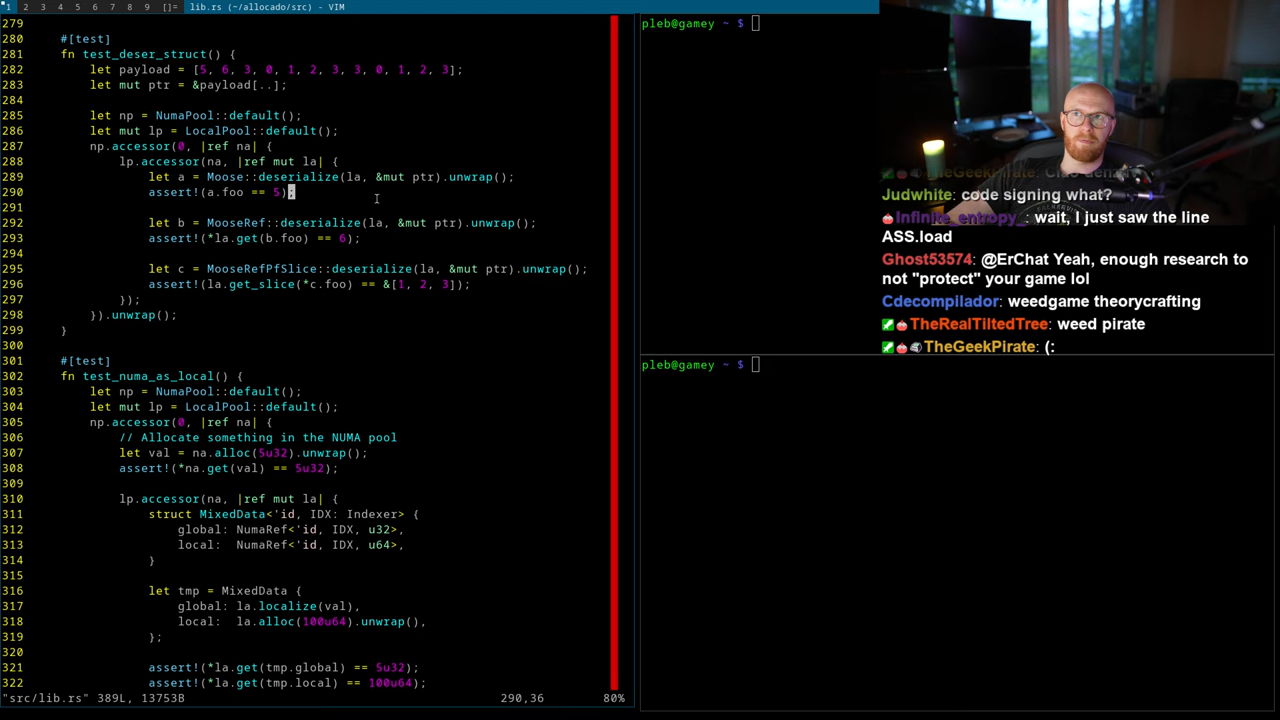 1 2 3 4 5 6 7 8 9 []= lib.rs (~/allocado/src) - VIM
279
280 #[test]
281 fn test_deser_struct() {
282 let payload = [5, 6, 3, 0, 1, 2, 3, 3, 0, 1, 2, 3];
283 let mut ptr = &payload[..];
284
285 let np = NumaPool::default();
286 let mut lp = LocalPool::default();
287 np.accessor(0, |ref na| {
288 lp.accessor(na, |ref mut la| {
289 let a = Moose::deserialize(la, &mut ptr).unwrap();
290 assert!(a.foo == 5);
291
292 let b = MooseRef::deserialize(la, &mut ptr).unwrap();
293 assert!(*la.get(b.foo) == 6);
294
295 let c = MooseRefPfSlice::deserialize(la, &mut ptr).unwrap();
296 assert!(la.get_slice(*c.foo) == &[1, 2, 3]);
297 });
298 }).unwrap();
299 }
300
301 #[test]
302 fn test_numa_as_local() {
303 let np = NumaPool::default();
304 let mut lp = LocalPool::default();
305 np.accessor(0, |ref na| {
306 // Allocate something in the NUMA pool
307 let val = na.alloc(5u32).unwrap();
308 assert!(*na.get(val) == 5u32);
309
310 lp.accessor(na, |ref mut la| {
311 struct MixedData<'id, IDX: Indexer> {
312 global: NumaRef<'id, IDX, u32>,
313 local: NumaRef<'id, IDX, u64>,
314 }
315
316 let tmp = MixedData {
317 global: la.localize(val),
318 local: la.alloc(100u64).unwrap(),
319 };
320
321 assert!(*la.get(tmp.global) == 5u32);
322 assert!(*la.get(tmp.local) == 100u64);
"src/lib.rs" 389L, 13753B 290,36 80%
pleb@gamey ~ $
pleb@gamey ~ $
TheGeekPirate:
Judwhite: code signing what?
Infinite_entropy_: wait, I just saw the line
ASS.load
Ghost53574: @ErChat Yeah, enough research to
not "protect" your game lol
Cdecompilador: weedgame theorycrafting
TheRealTiltedTree: weed pirate
TheGeekPirate: (: